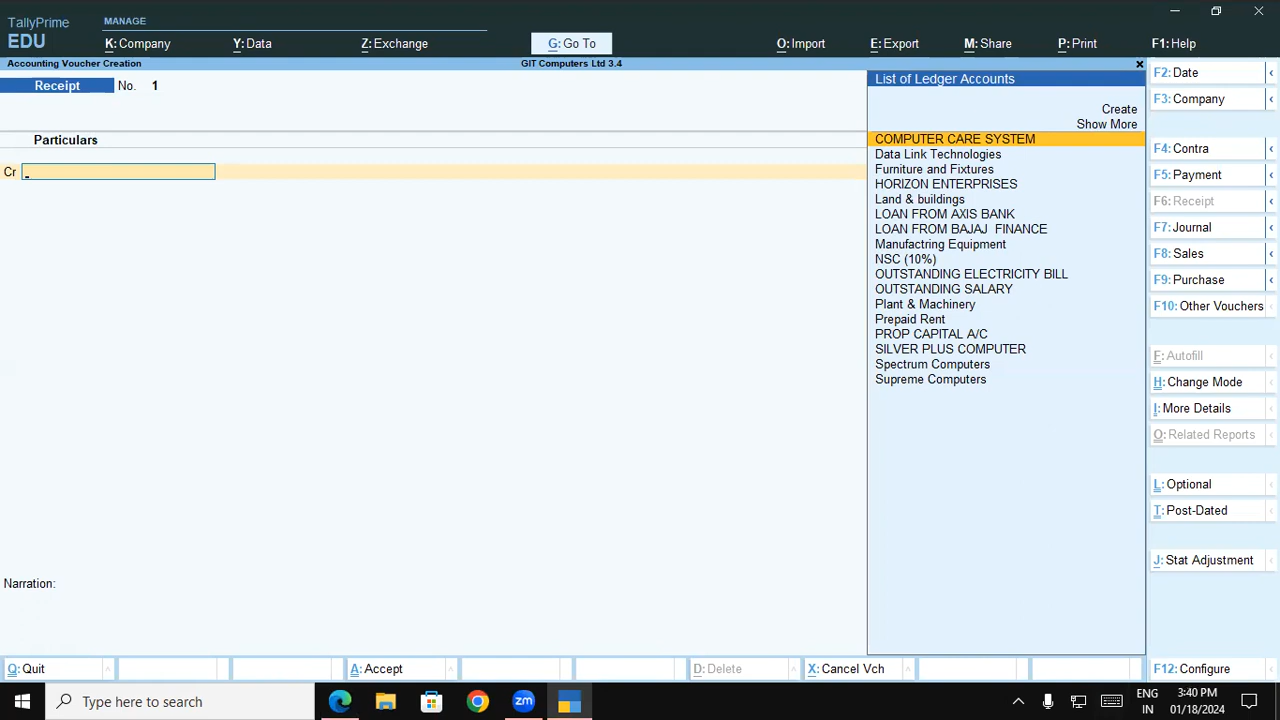 TallyPrime
EDU
MANAGE
K: Company
Y: Data
Z: Exchange
G: Go To
O: Import
E: Export
M: Share
P: Print
F1: Help
Accounting Voucher Creation
GIT Computers Ltd 3.4
Receipt No. 1
Particulars
Cr
List of Ledger Accounts
Create
Show More
COMPUTER CARE SYSTEM
Data Link Technologies
Furniture and Fixtures
HORIZON ENTERPRISES
Land & buildings
LOAN FROM AXIS BANK
LOAN FROM BAJAJ FINANCE
Manufactring Equipment
NSC (10%)
OUTSTANDING ELECTRICITY BILL
OUTSTANDING SALARY
Plant & Machinery
Prepaid Rent
PROP CAPITAL A/C
SILVER PLUS COMPUTER
Spectrum Computers
Supreme Computers
F2: Date
F3: Company
F4: Contra
F5: Payment
F6: Receipt
F7: Journal
F8: Sales
F9: Purchase
F10: Other Vouchers
F: Autofill
H: Change Mode
I: More Details
O: Related Reports
L: Optional
T: Post-Dated
J: Stat Adjustment
Narration:
Q: Quit
A: Accept
D: Delete
X: Cancel Vch
F12: Configure
Type here to search
zm
ENG
IN
3:40 PM
01/18/2024